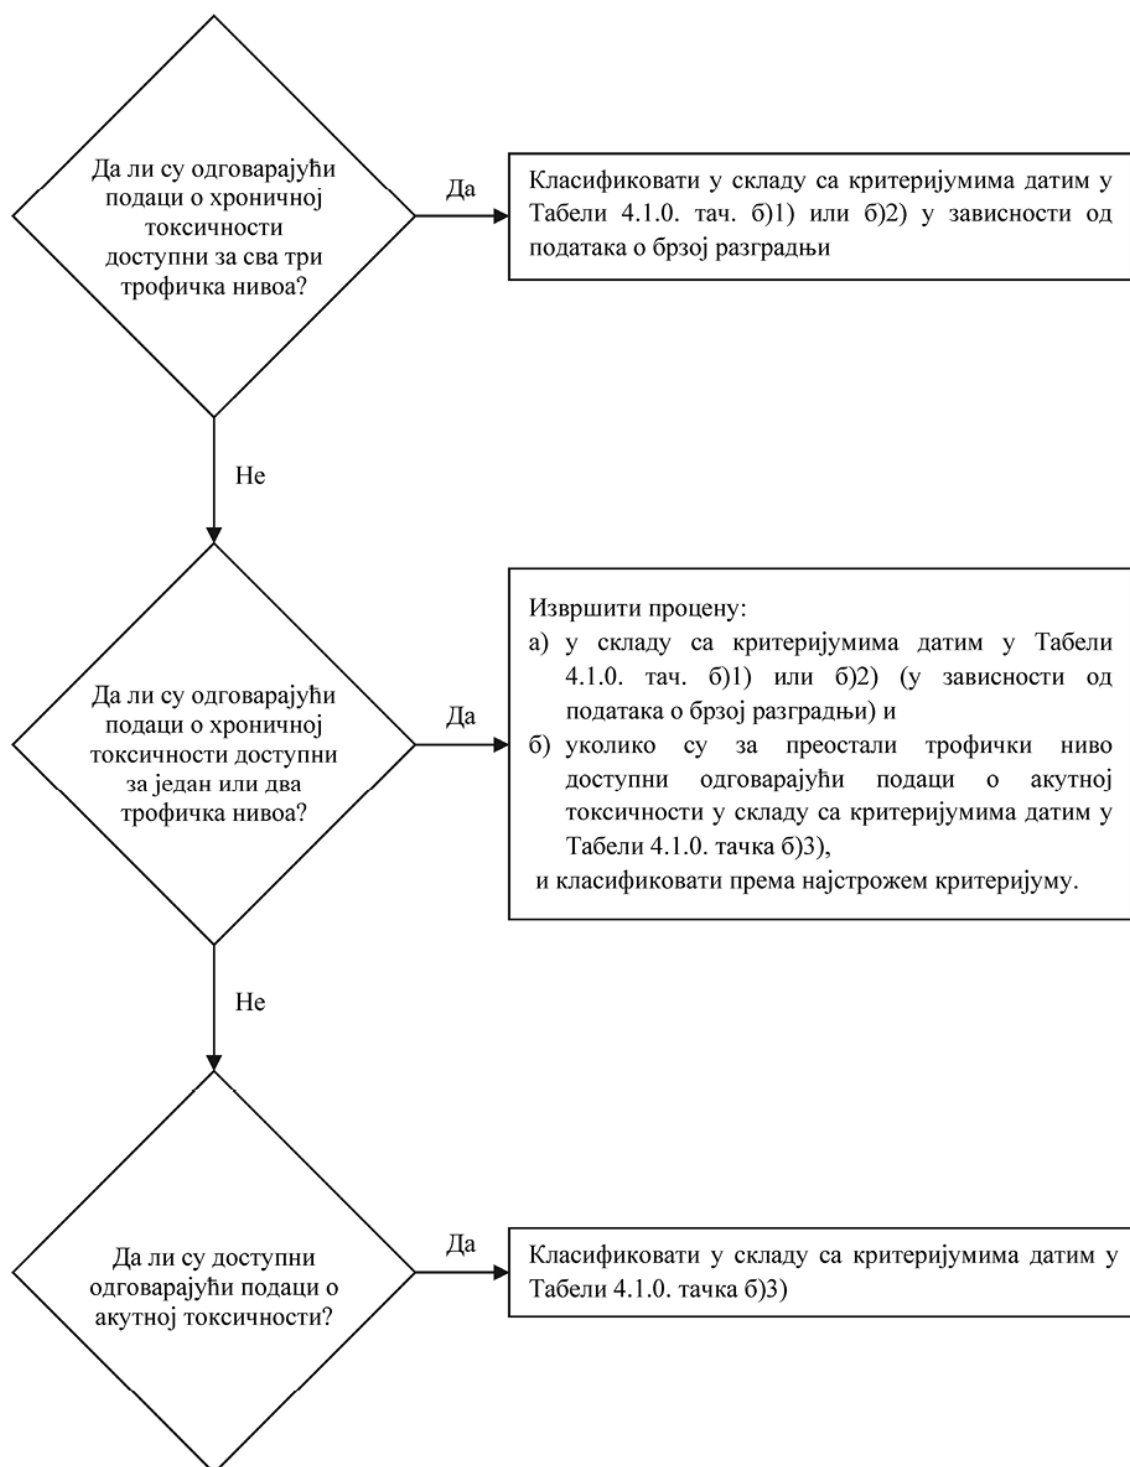 Да ли су одговарајући
подаци о хроничној
токсичности
доступни за сва три
трофичка нивоа?
Да
Класификовати у складу са критеријумима датим у
Табели 4.1.0. тач. б)1) или б)2) у зависности од
података о брзој разградњи
Не
Да ли су одговарајући
подаци о хроничној
токсичности доступни
за један или два
трофичка нивоа?
Да
Извршити процену:
а) у складу са критеријумима датим у Табели
4.1.0. тач. б)1) или б)2) (у зависности од
података о брзој разградњи) и
б) уколико су за преостали трофички ниво
доступни одговарајући подаци о акутној
токсичности у складу са критеријумима датим у
Табели 4.1.0. тачка б)3),
и класификовати према најстрожем критеријуму.
Не
Да ли су доступни
одговарајући подаци о
акутној токсичности?
Да
Класификовати у складу са критеријумима датим у
Табели 4.1.0. тачка б)3)